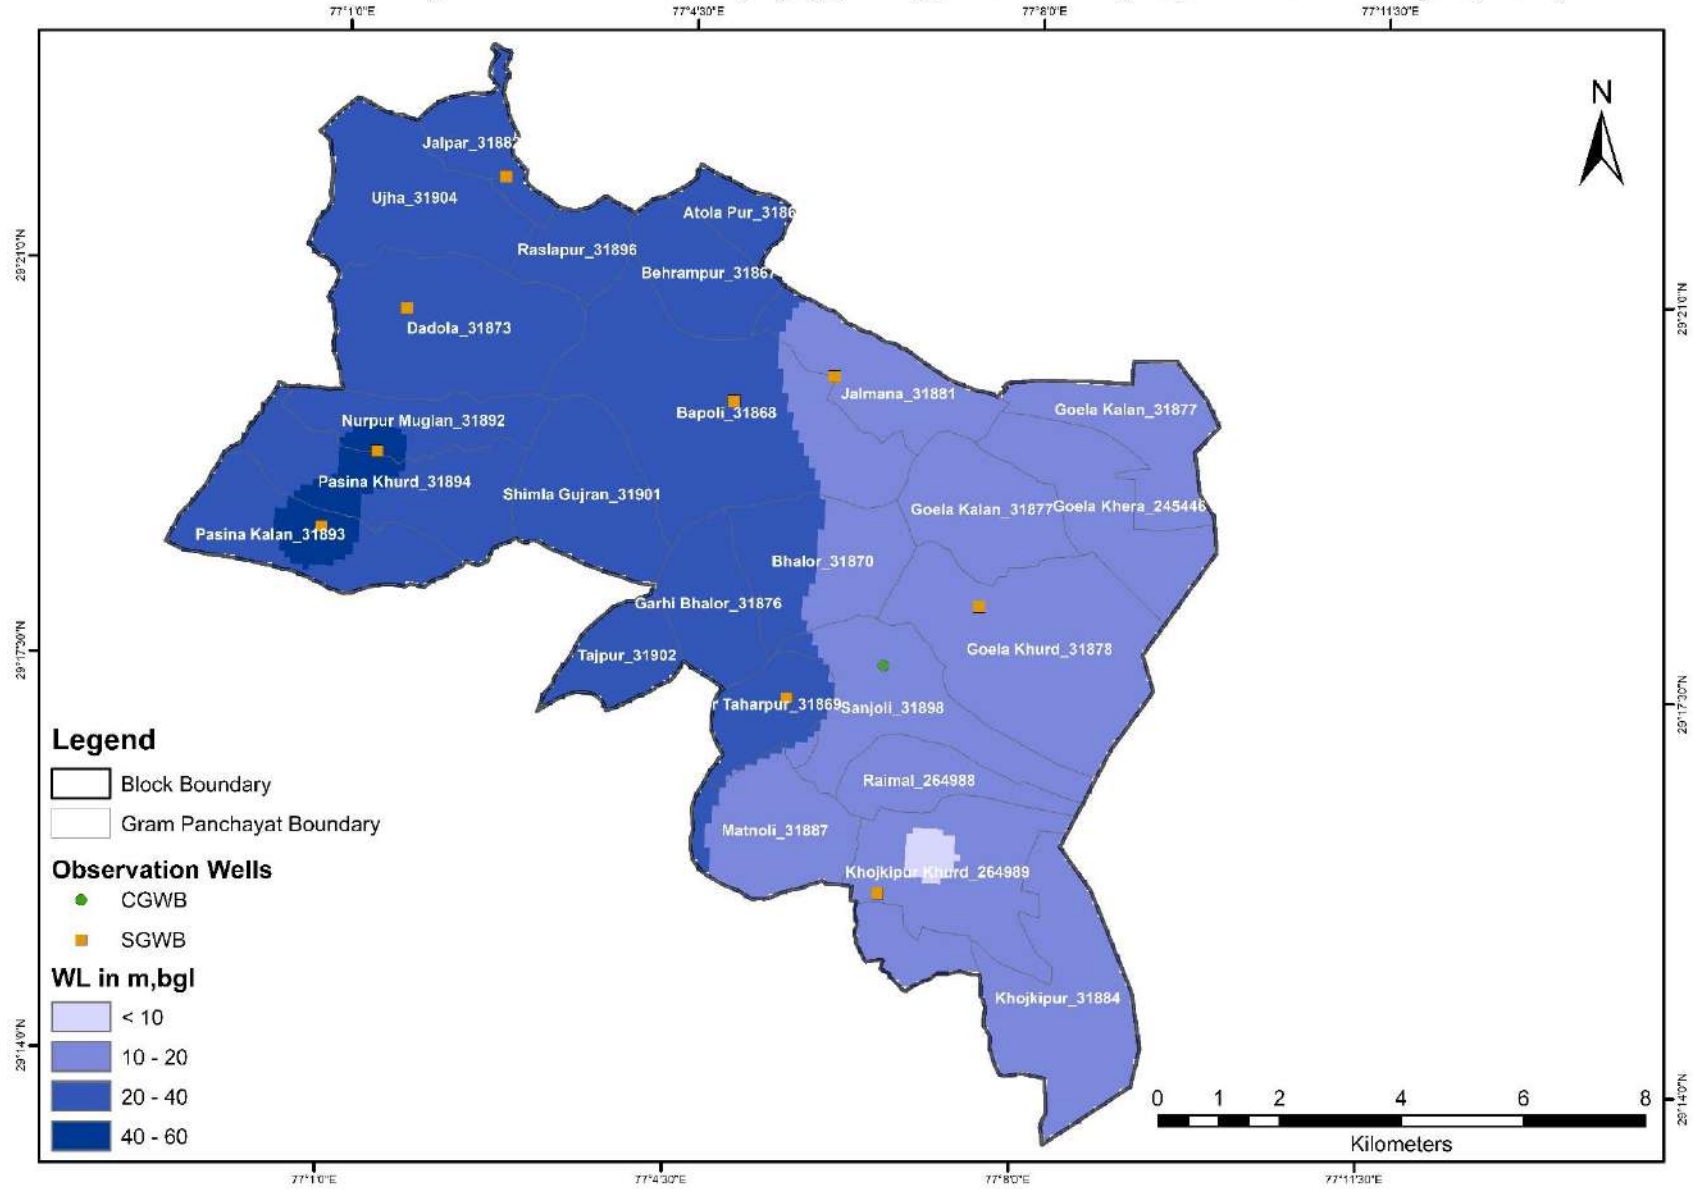 77°1'0"E 77°4'30"E 77°8'0"E 77°11'30"E
N
Jalpar_31882
Ujha_31904
Atola Pur_3186
Raslapur_31896
29°21'0"N
Behrampur_31867
29°21'0"N
Dadola_31873
Jalmana_31881
Goela Kalan_31877
Bapoli_31868
Nurpur Muglan_31892
Pasina Khurd_31894
Shimla Gujran_31901
Goela Kalan_31877
Goela Khera_245446
Pasina Kalan_31893
Bhalor_31870
Garhi Bhalor_31876
29°17'30"N
Goela Khurd_31878
Tajpur_31902
r Taharpur_31869
Sanjoli_31898
29°17'30"N
Raimal_264988
Matnoli_31887
Khojkipur Khurd_264989
Khojkipur_31884
Legend
Block Boundary
Gram Panchayat Boundary
Observation Wells
CGWB
SGWB
WL in m,bgl
< 10
10 - 20
20 - 40
40 - 60
29°14'0"N
0 1 2 4 6 8
Kilometers
29°14'0"N
77°1'0"E 77°4'30"E 77°8'0"E 77°11'30"E